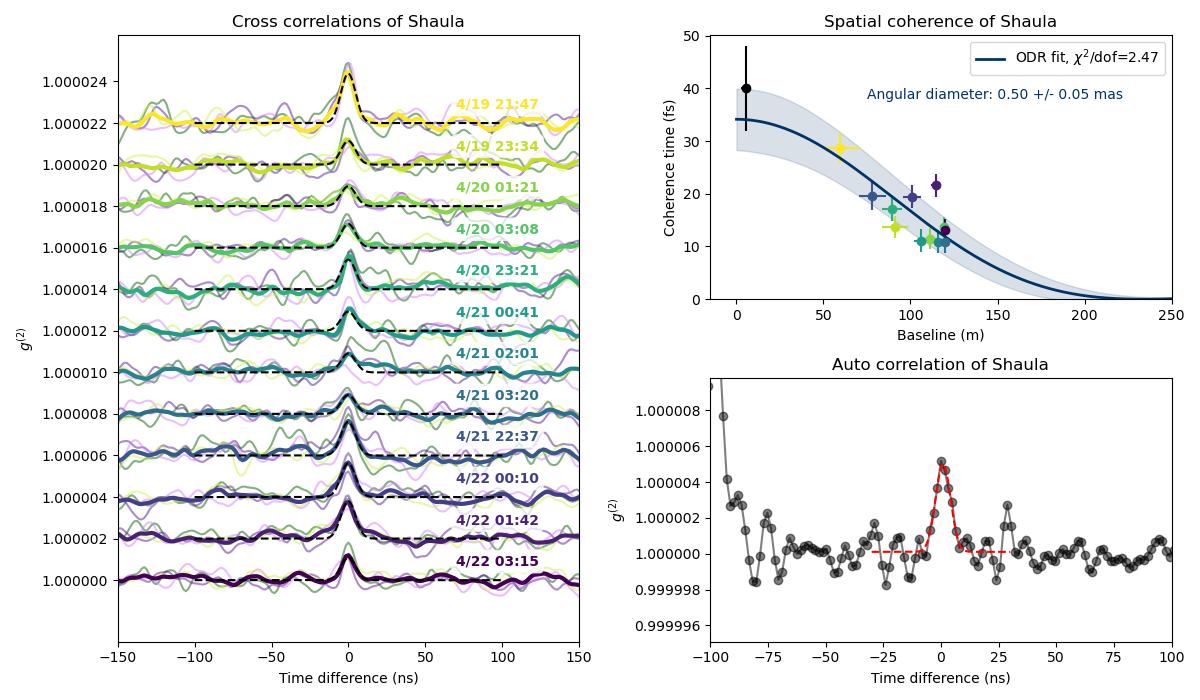 Cross correlations of Shaula
1.000024
1.000022
1.000020
1.000018
1.000016
1.000014
1.000012
1.000010
1.000008
1.000006
1.000004
1.000002
1.000000
g(2)
4/19 21:47
4/19 23:34
4/20 01:21
4/20 03:08
4/20 23:21
4/21 00:41
4/21 02:01
4/21 03:20
4/21 22:37
4/22 00:10
4/22 01:42
4/22 03:15
−150 −100 −50 0 50 100 150
Time difference (ns)
Spatial coherence of Shaula
50
40
30
20
10
0
Coherence time (fs)
ODR fit, χ²/dof=2.47
Angular diameter: 0.50 +/- 0.05 mas
0 50 100 150 200 250
Baseline (m)
Auto correlation of Shaula
1.000008
1.000006
1.000004
1.000002
1.000000
0.999998
0.999996
g(2)
−100 −75 −50 −25 0 25 50 75 100
Time difference (ns)